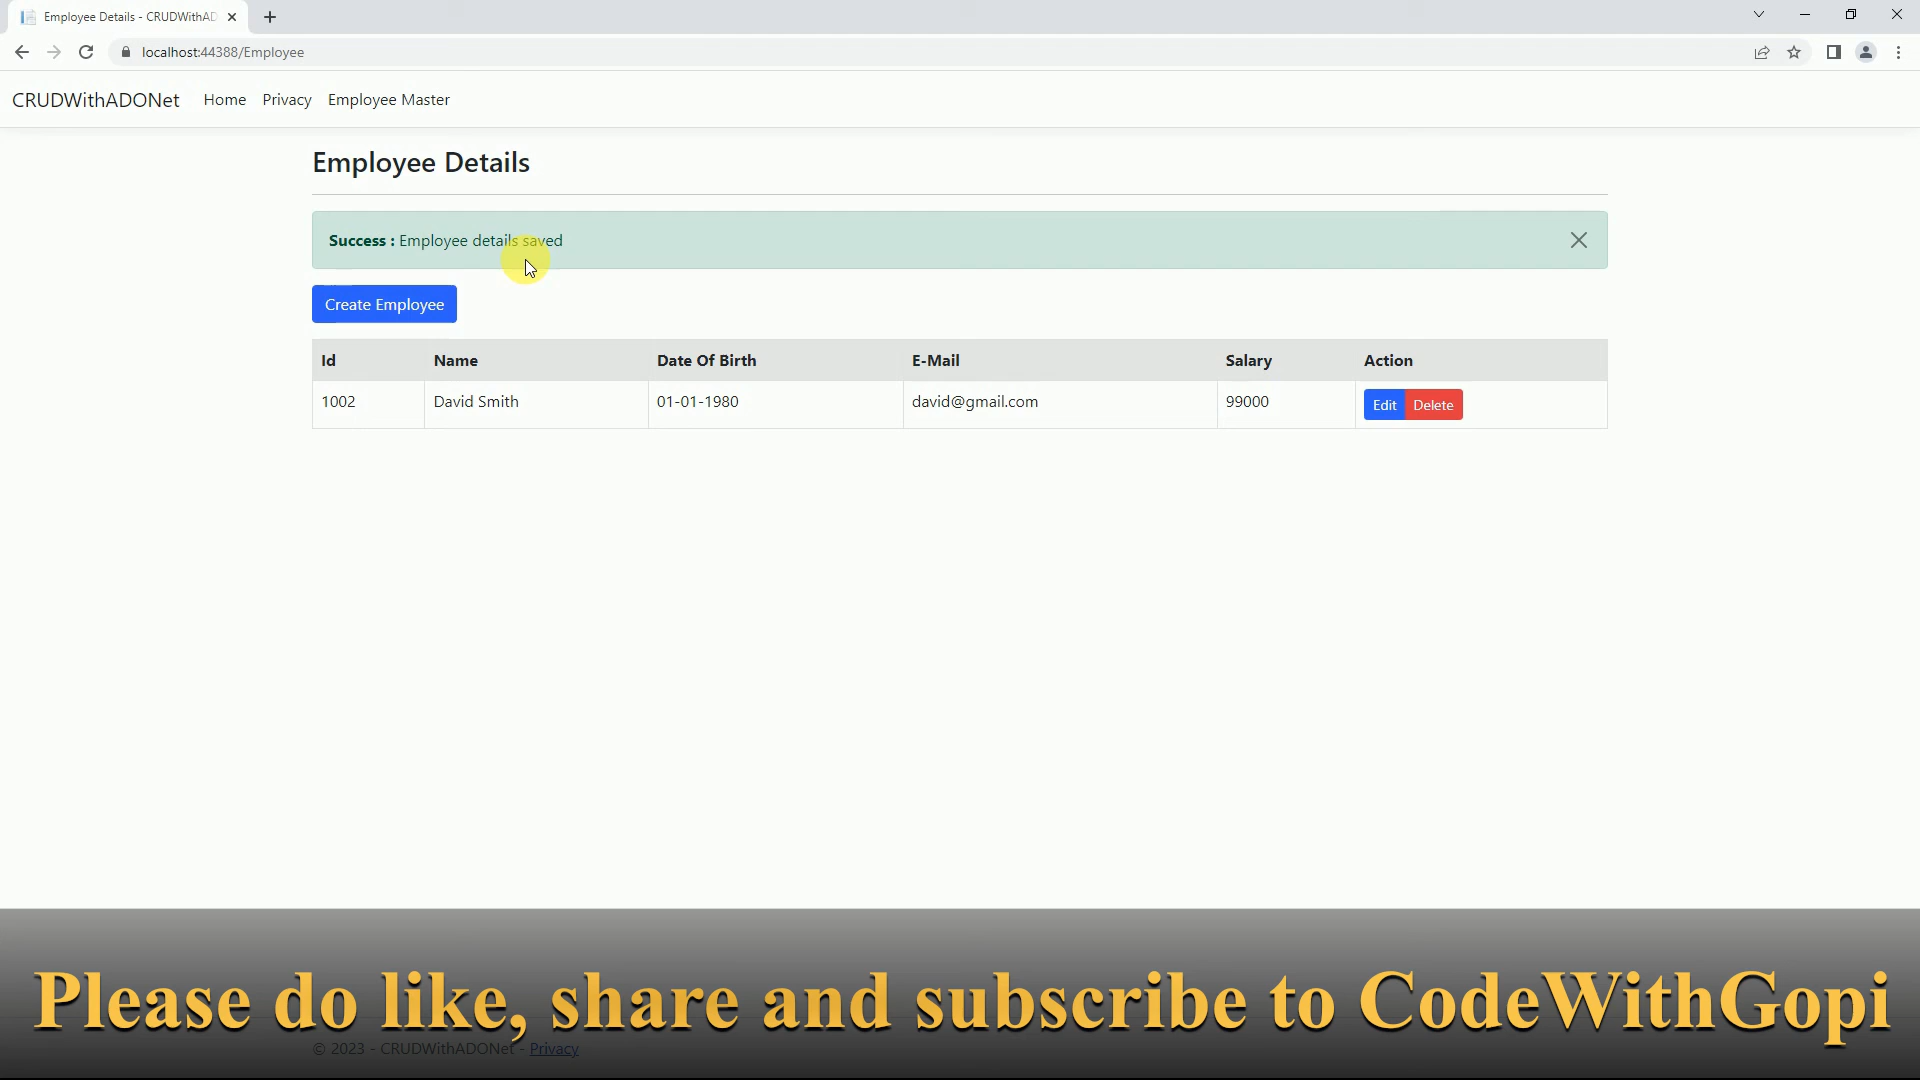 Employee Details - CRUDWithAD
localhost:44388/Employee
CRUDWithADONet Home Privacy Employee Master
Employee Details
Success : Employee details saved
Create Employee
Id Name Date Of Birth E-Mail Salary Action
1002 David Smith 01-01-1980 david@gmail.com 99000 Edit Delete
Please do like, share and subscribe to CodeWithGopi
© 2023 - CRUDWithADONet - Privacy